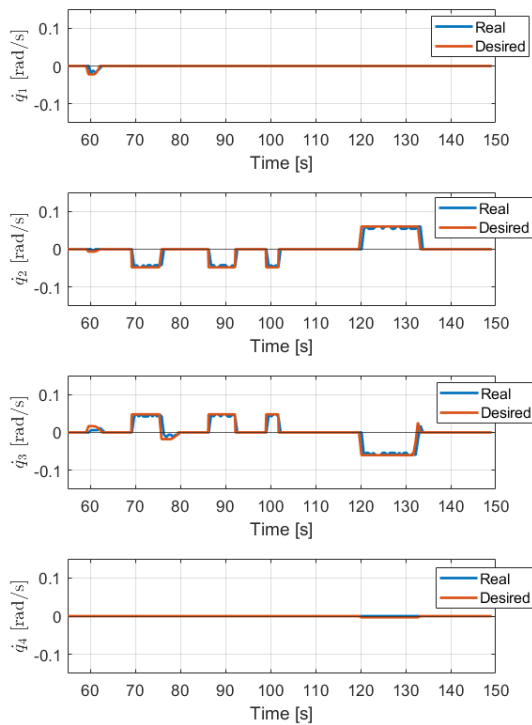 0.1
0
-0.1
q̇1 [rad/s]
Real
Desired
60 70 80 90 100 110 120 130 140 150
Time [s]
0.1
0
-0.1
q̇2 [rad/s]
Real
Desired
60 70 80 90 100 110 120 130 140 150
Time [s]
0.1
0
-0.1
q̇3 [rad/s]
Real
Desired
60 70 80 90 100 110 120 130 140 150
Time [s]
0.1
0
-0.1
q̇4 [rad/s]
Real
Desired
60 70 80 90 100 110 120 130 140 150
Time [s]